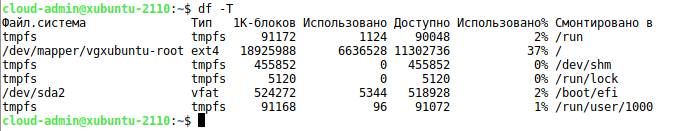 cloud-admin@xubuntu-2110:~$ df -T
Файл.система Тип 1K-блоков Использовано Доступно Использовано% Cмонтировано в
tmpfs tmpfs 91172 1124 90048 2% /run
/dev/mapper/vgxubuntu-root ext4 18925988 6636528 11302736 37% /
tmpfs tmpfs 455852 0 455852 0% /dev/shm
tmpfs tmpfs 5120 0 5120 0% /run/lock
/dev/sda2 vfat 524272 5344 518928 2% /boot/efi
tmpfs tmpfs 91168 96 91072 1% /run/user/1000
cloud-admin@xubuntu-2110:~$